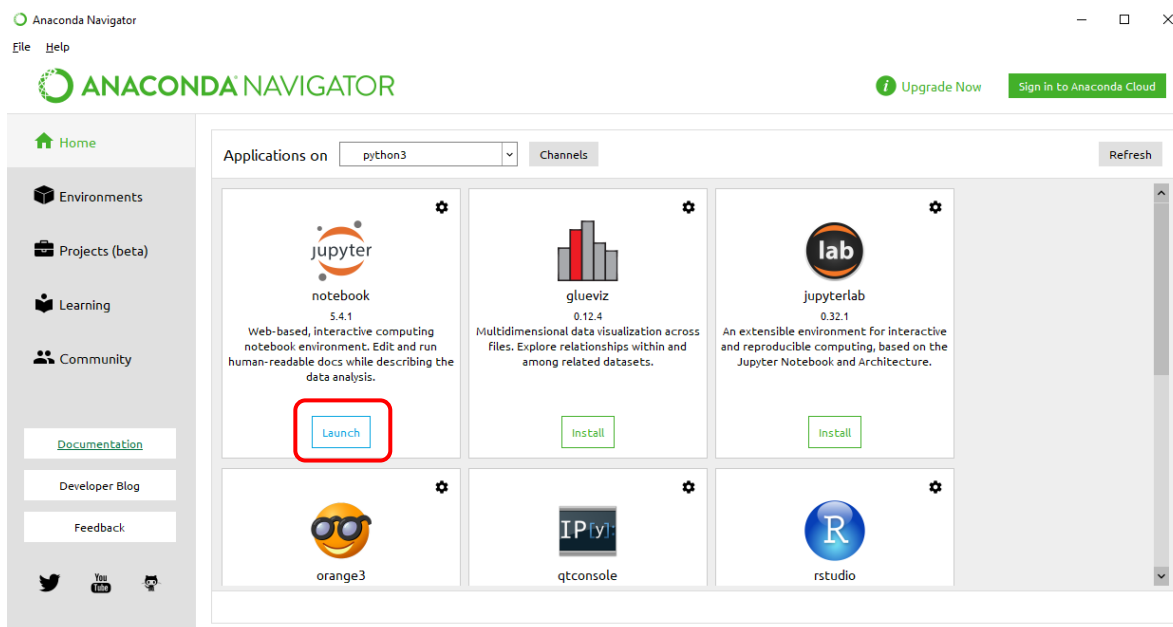 Anaconda Navigator
File Help
ANACONDA NAVIGATOR
i Upgrade Now
Sign in to Anaconda Cloud
Home
Environments
Projects (beta)
Learning
Community
Documentation
Developer Blog
Feedback
You
Tube
Applications on python3 Channels Refresh
jupyter
notebook
5.4.1
Web-based, interactive computing
notebook environment. Edit and run
human-readable docs while describing the
data analysis.
Launch
glueviz
0.12.4
Multidimensional data visualization across
files. Explore relationships within and
among related datasets.
Install
lab
jupyterlab
0.32.1
An extensible environment for interactive
and reproducible computing, based on the
Jupyter Notebook and Architecture.
Install
orange3
IP[y]:
qtconsole
R
rstudio